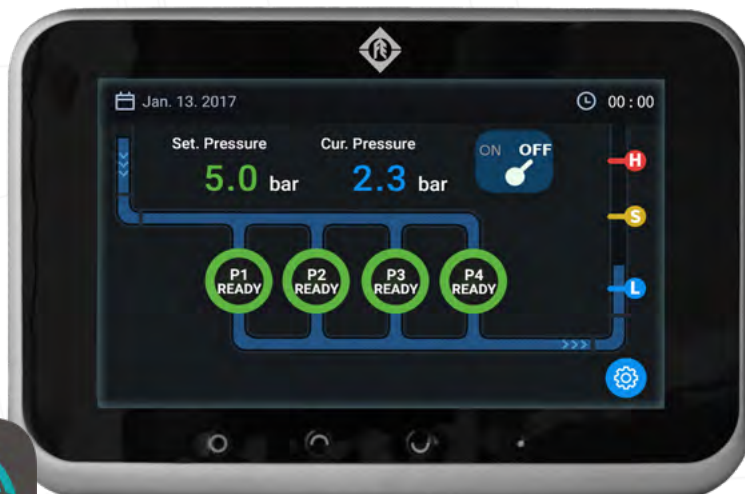 Jan. 13. 2017
00:00
Set. Pressure
Cur. Pressure
ON OFF
5.0 bar
2.3 bar
H
S
P1
READY
P2
READY
P3
READY
P4
READY
L